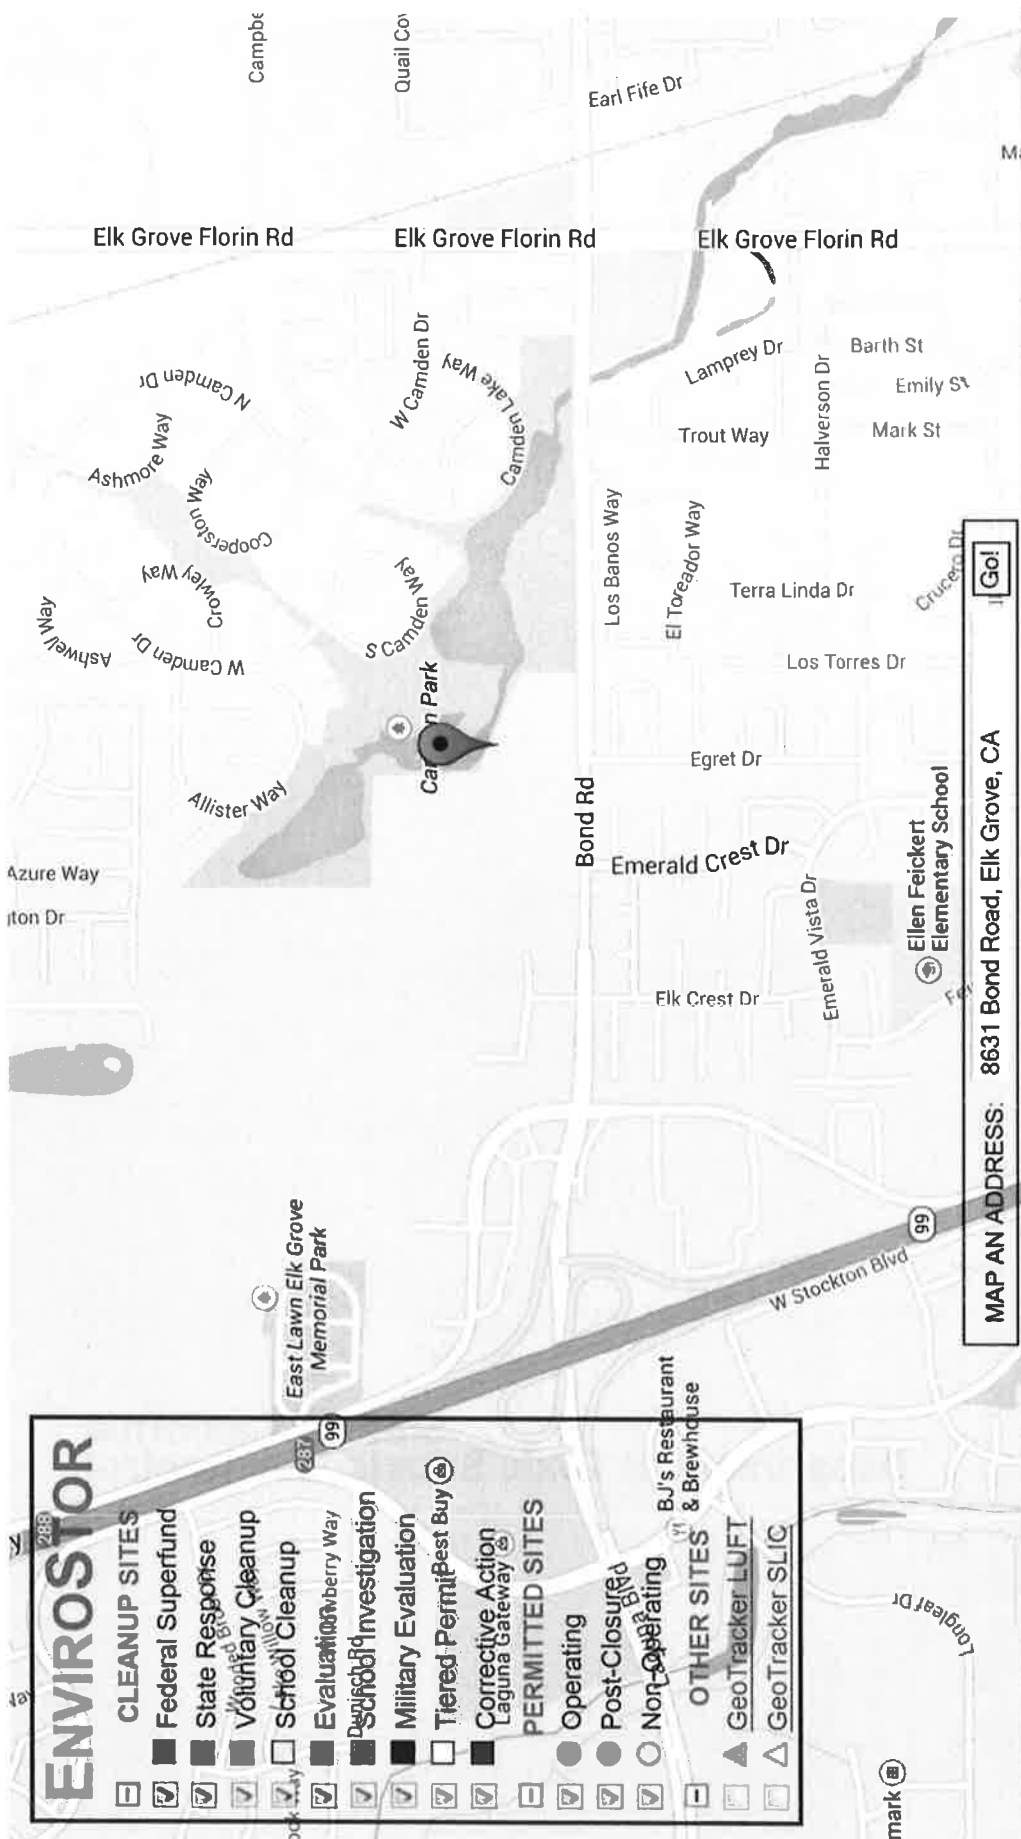 ENVIROSTOR
CLEANUP SITES
Federal Superfund
State Response
Voluntary Cleanup
School Cleanup
Evaluation
School Investigation
Military Evaluation
Tiered Permit
Corrective Action
PERMITTED SITES
Operating
Post-Closure
Non-Operating
OTHER SITES
GeoTracker LUFT
GeoTracker SLIC
288
287
99
East Lawn Elk Grove
Memorial Park
Best Buy
Laguna Gateway
BJ's Restaurant
& Brewhouse
Longleaf Dr
W Stockton Blvd
99
Azure Way
Allister Way
Ashwell Way
W Camden Dr
Crowley Way
Cooperston Way
Ashmore Way
N Camden Dr
S Camden Way
W Camden Dr
Camden Lake Way
Elk Grove Florin Rd
Elk Grove Florin Rd
Elk Grove Florin Rd
Earl Fife Dr
Bond Rd
Emerald Crest Dr
Emerald Vista Dr
Elk Crest Dr
Egret Dr
Ellen Feickert
Elementary School
Los Banos Way
El Toreador Way
Terra Linda Dr
Los Torres Dr
Crucero Dr
Trout Way
Lamprey Dr
Halverson Dr
Barth St
Emily St
Mark St
MAP AN ADDRESS: 8631 Bond Road, Elk Grove, CA Go!